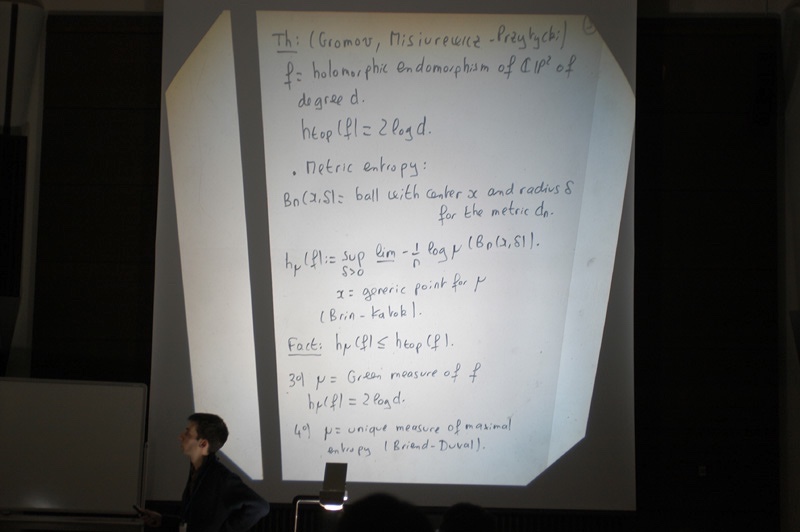 Th: (Gromov, Misiurewicz-Przytycki)
f = holomorphic endomorphism of ℂℙ² of
degree d.
htop(f) = 2 log d.
• Metric entropy:
Bn(x,δ) = ball with center x and radius δ
for the metric dn.
hμ(f) := sup δ>0 lim -1/n log μ(Bn(x,δ)).
x = generic point for μ
(Brin-Katok).
Fact: hμ(f) ≤ htop(f).
3°) μ = Green measure of f
hμ(f) = 2 log d.
4°) μ = unique measure of maximal
entropy (Briend-Duval).